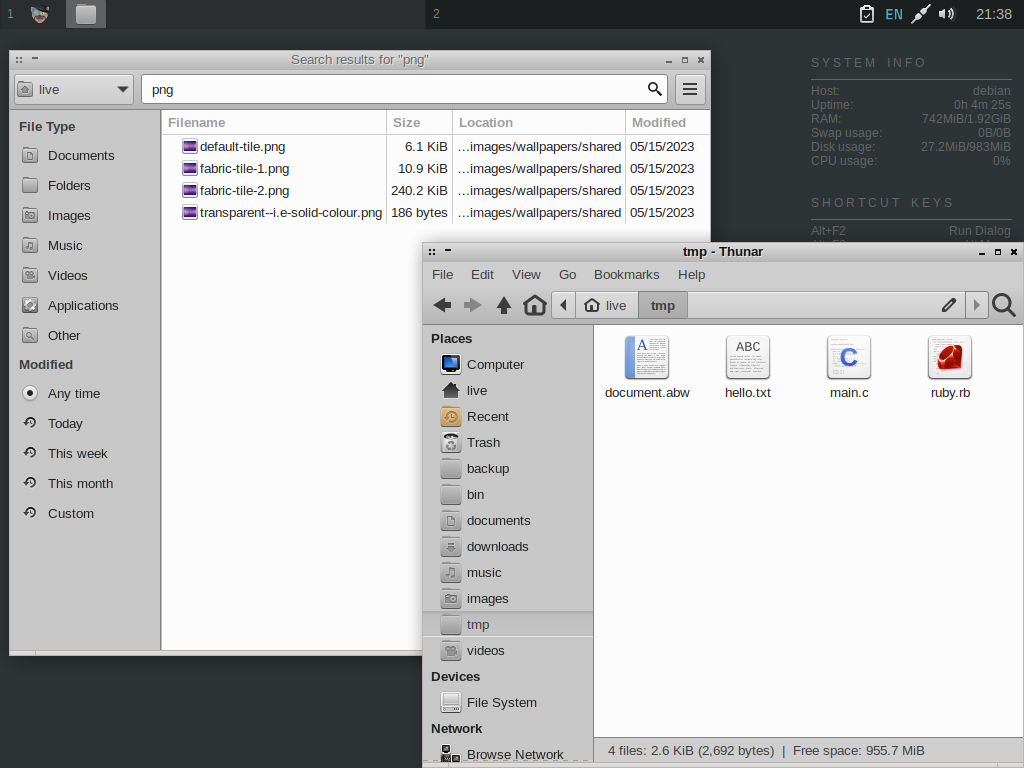 1
2
EN
21:38
Search results for "png"
live
png
File Type
Documents
Folders
Images
Music
Videos
Applications
Other
Modified
Any time
Today
This week
This month
Custom
Filename Size Location Modified
default-tile.png 6.1 KiB …images/wallpapers/shared 05/15/2023
fabric-tile-1.png 10.9 KiB …images/wallpapers/shared 05/15/2023
fabric-tile-2.png 240.2 KiB …images/wallpapers/shared 05/15/2023
transparent--i.e-solid-colour.png 186 bytes …images/wallpapers/shared 05/15/2023
SYSTEM INFO
Host: debian
Uptime: 0h 4m 25s
RAM: 742MiB/1.92GiB
Swap usage: 0B/0B
Disk usage: 27.2MiB/983MiB
CPU usage: 0%
SHORTCUT KEYS
Alt+F2 Run Dialog
tmp - Thunar
File Edit View Go Bookmarks Help
live tmp
Places
Computer
live
Recent
Trash
backup
bin
documents
downloads
music
images
tmp
videos
Devices
File System
Network
Browse Network
A
ABC
C
document.abw hello.txt main.c ruby.rb
4 files: 2.6 KiB (2,692 bytes) | Free space: 955.7 MiB